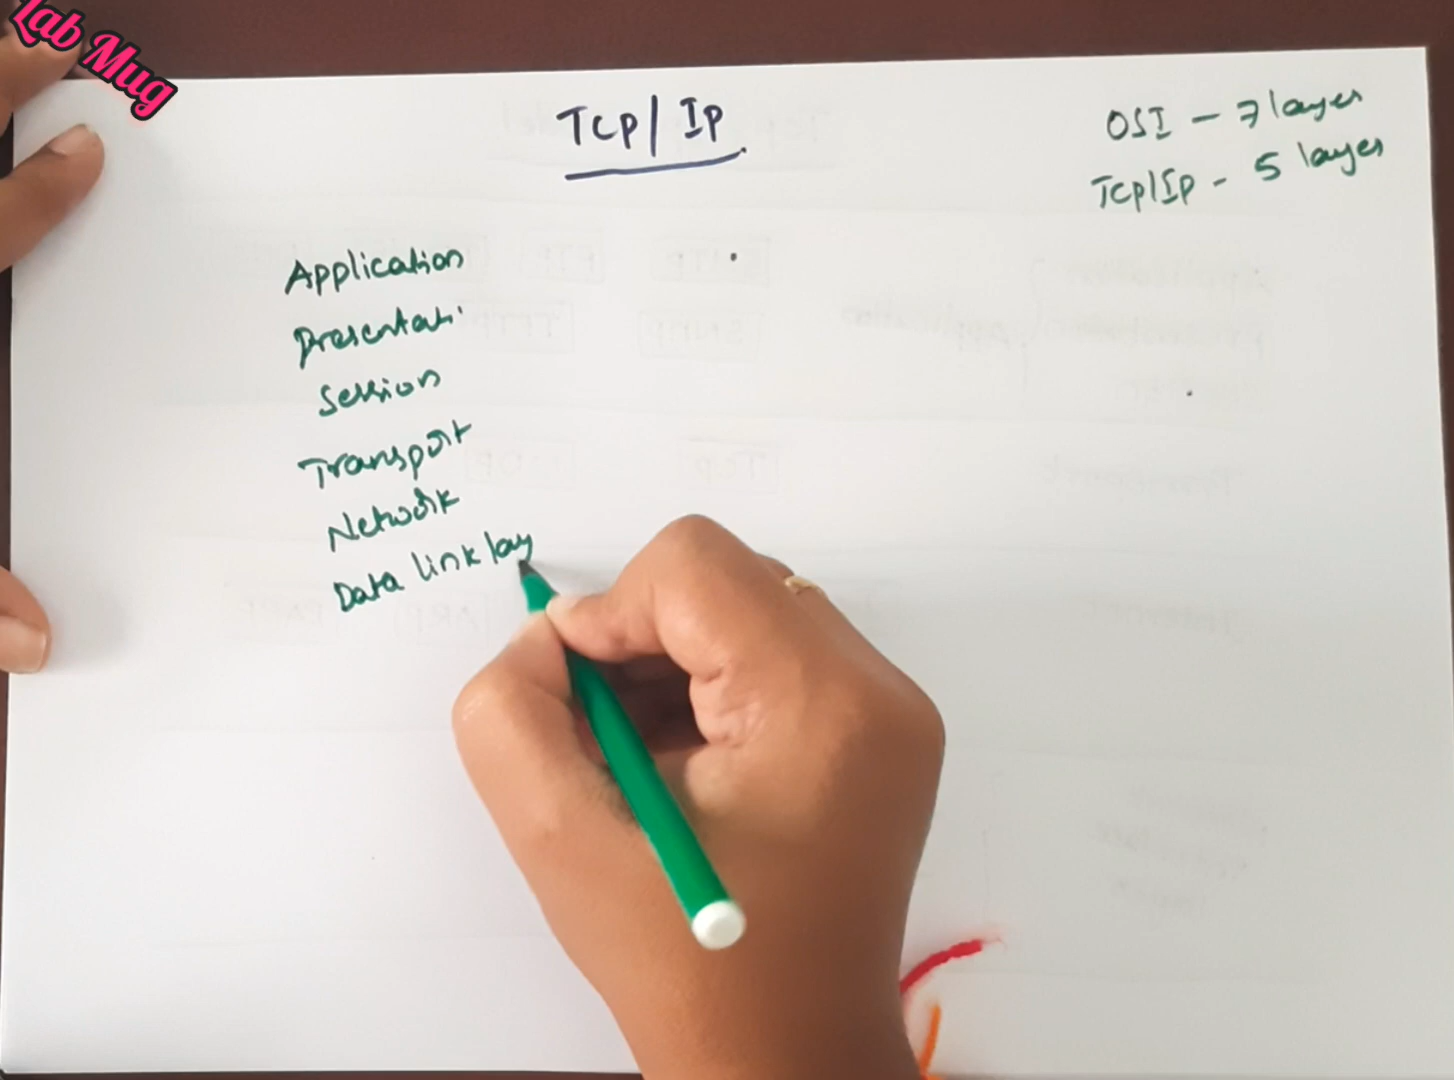 Lab Mug
Tcp/Ip
OSI - 7 layer
Tcp/Ip - 5 layer
Application
Presentati
Session
Transport
Network
Data link lay